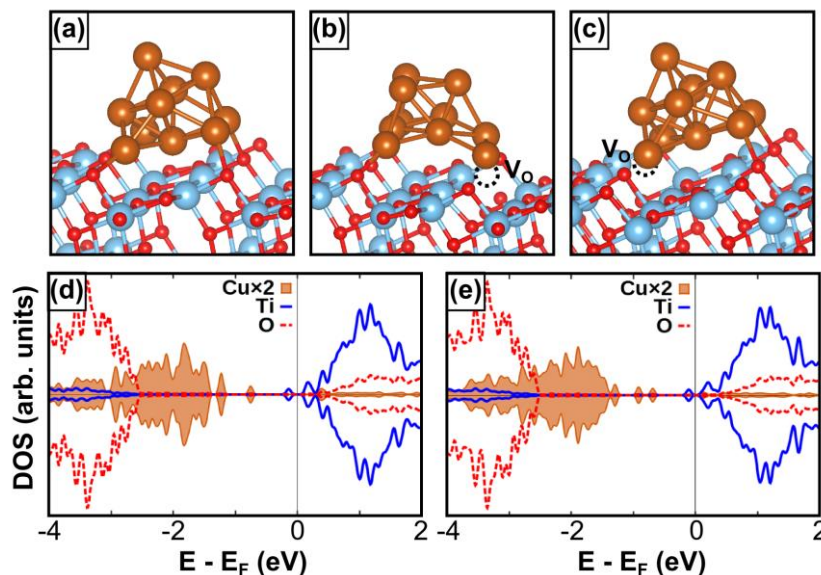 (a)
(b)
(c)
V_O
V_O
(d)
Cu×2
Ti
O
(e)
Cu×2
Ti
O
DOS (arb. units)
-4
-2
0
2
-4
-2
0
2
E - E_F (eV)
E - E_F (eV)